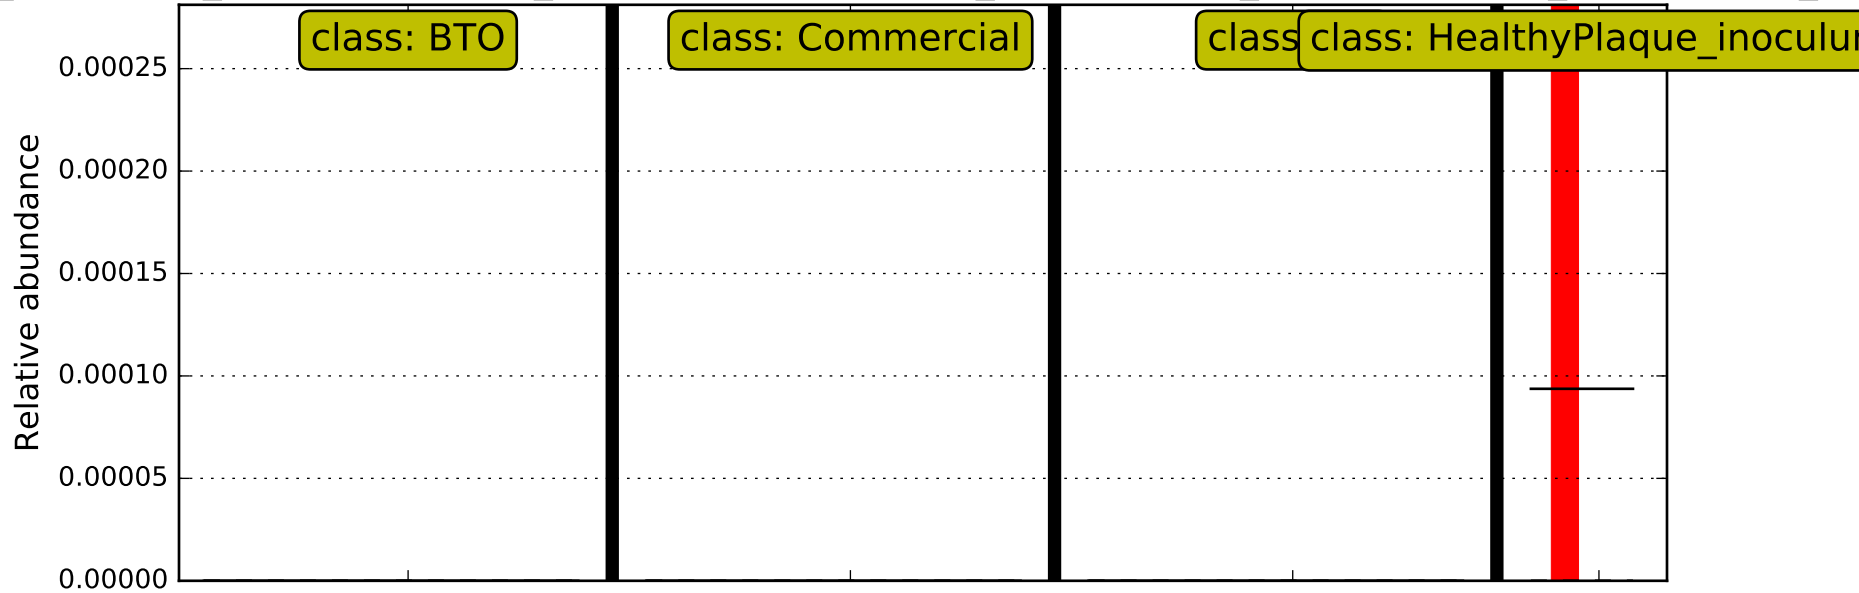 class: BTO
class: Commercial
class
class: HealthyPlaque_inoculu
Relative abundance
0.00025
0.00020
0.00015
0.00010
0.00005
0.00000